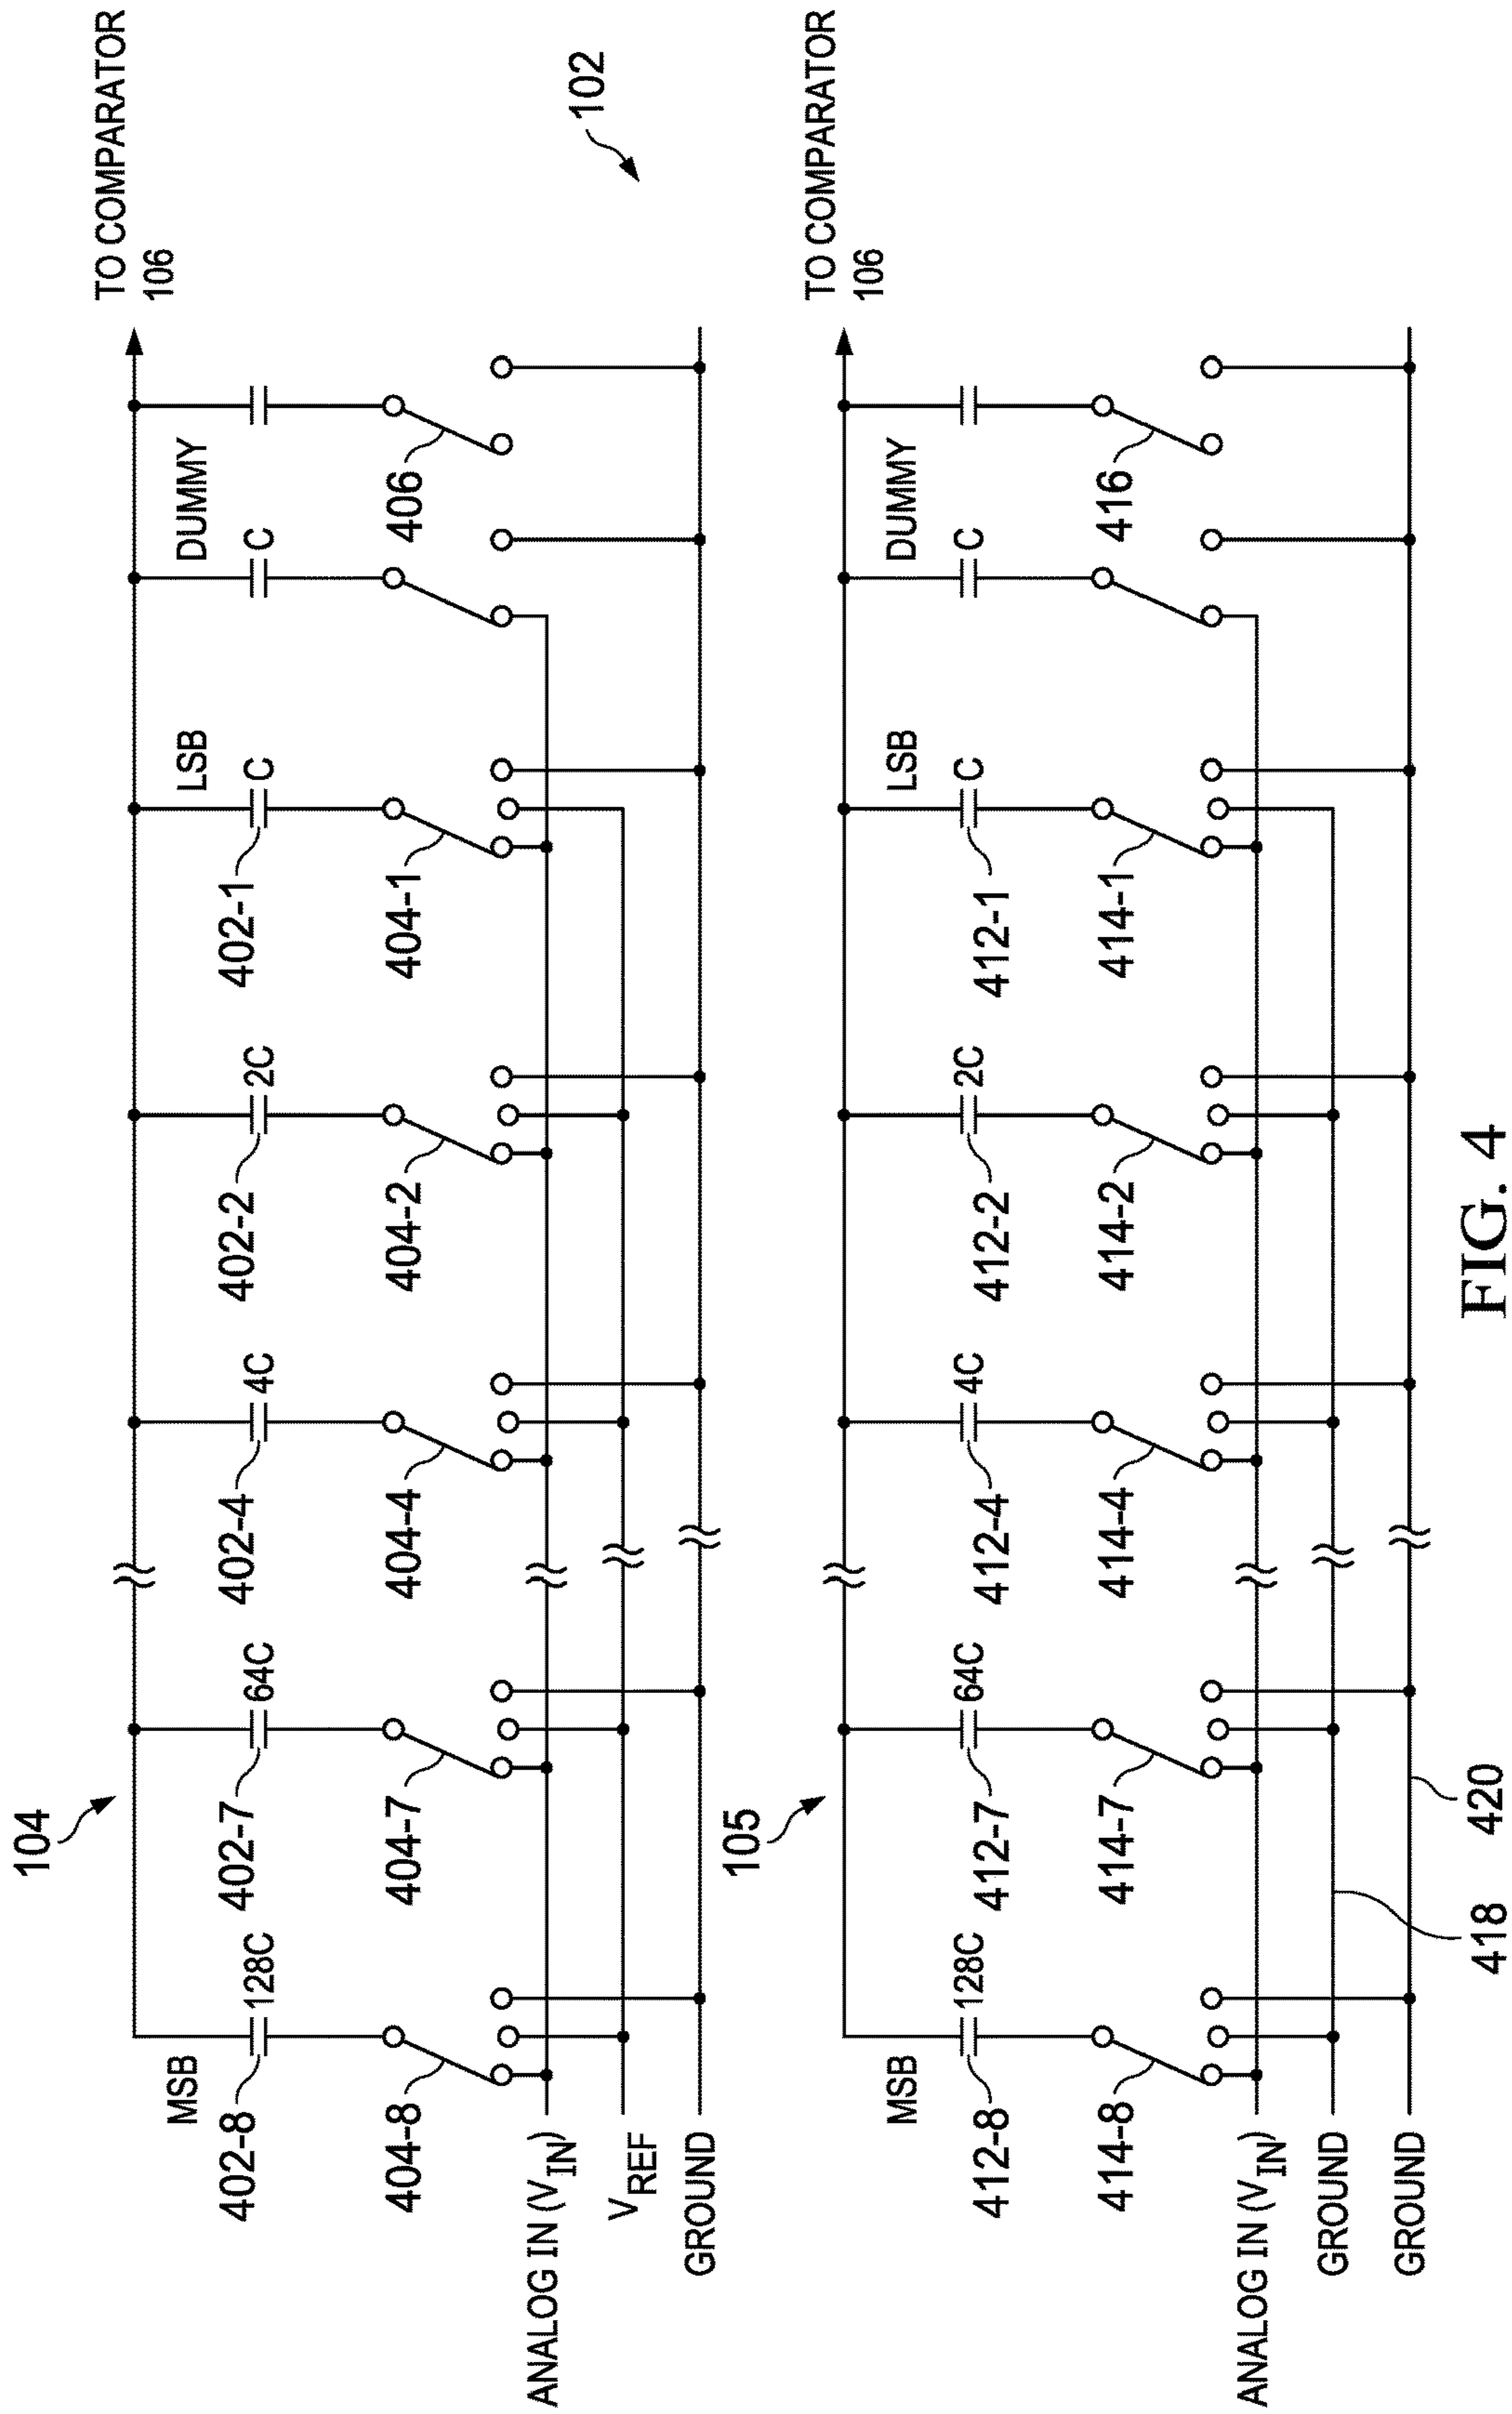 104
MSB
402-8
128C
402-7
64C
402-4
4C
402-2
2C
402-1
LSB
C
DUMMY
C
TO COMPARATOR
106
404-8
404-7
404-4
404-2
404-1
406
ANALOG IN (VIN)
VREF
GROUND
102
105
MSB
412-8
128C
412-7
64C
412-4
4C
412-2
2C
412-1
LSB
C
DUMMY
C
TO COMPARATOR
106
414-8
414-7
414-4
414-2
414-1
416
ANALOG IN (VIN)
GROUND
GROUND
418
420
FIG. 4